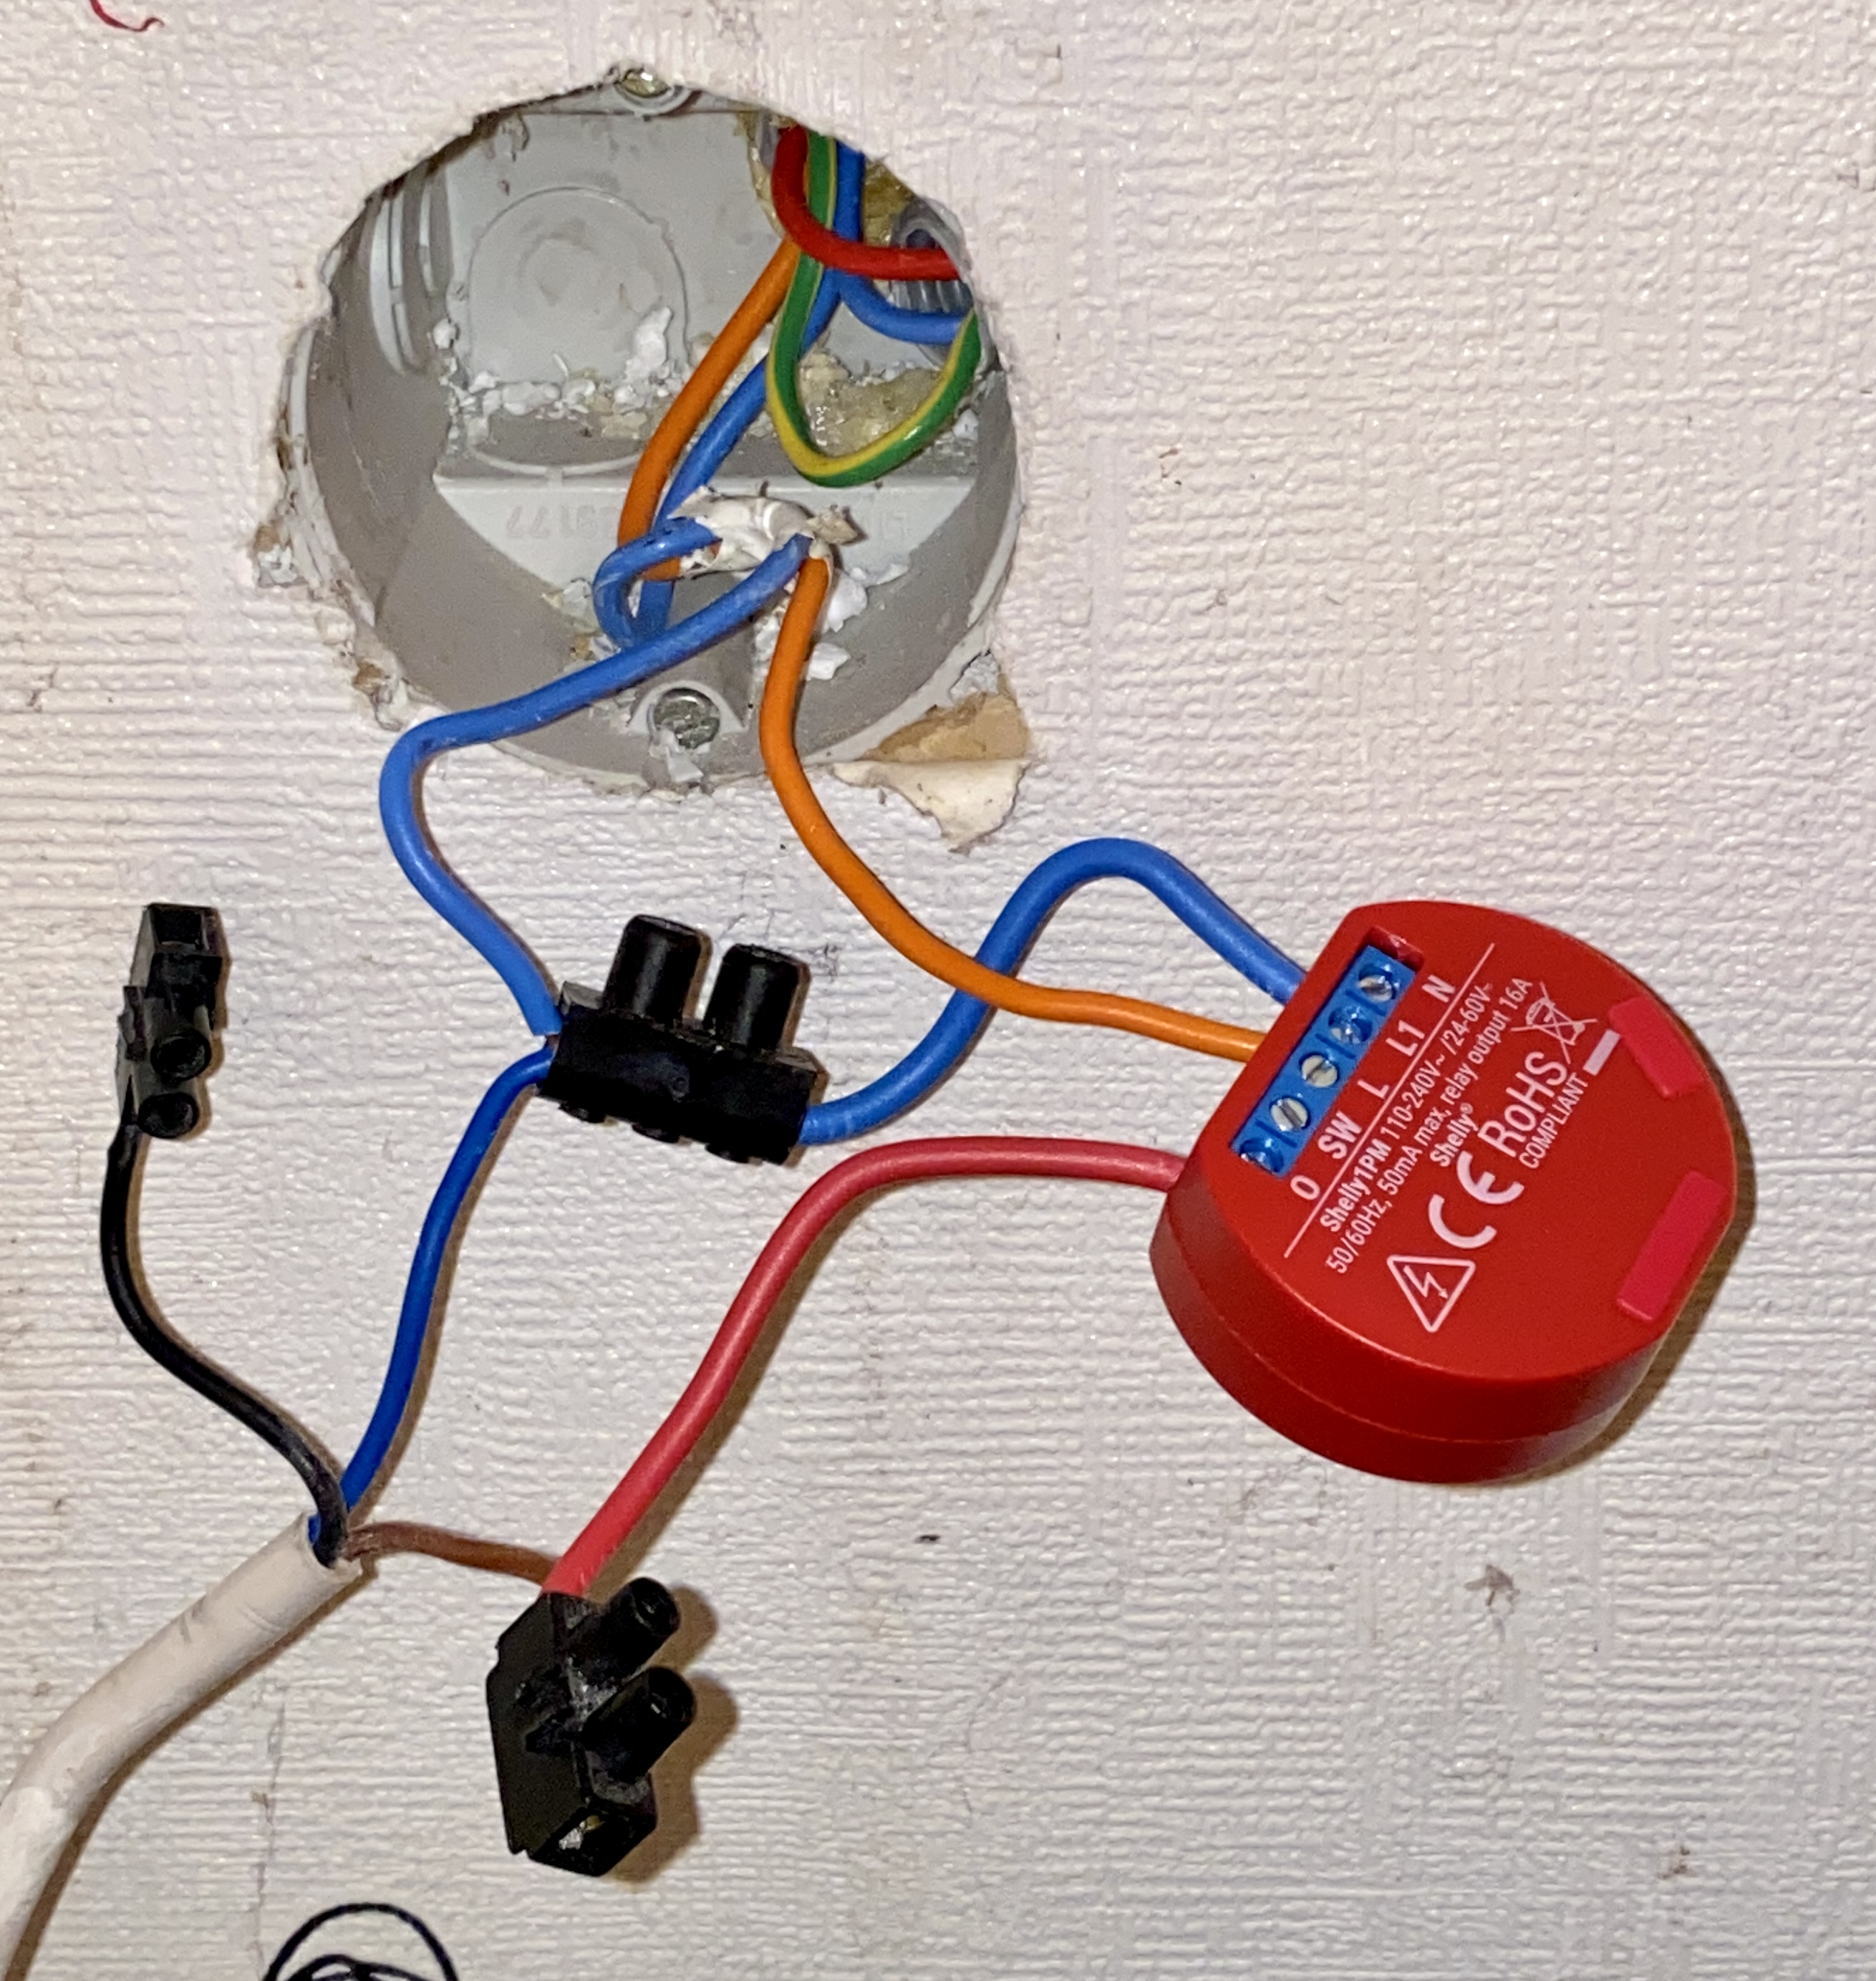 O SW L L1 N
Shelly1PM 110-240V~/24-60V⎓
50/60Hz, 50mA max, relay output 16A
Shelly®
CE RoHS
COMPLIANT